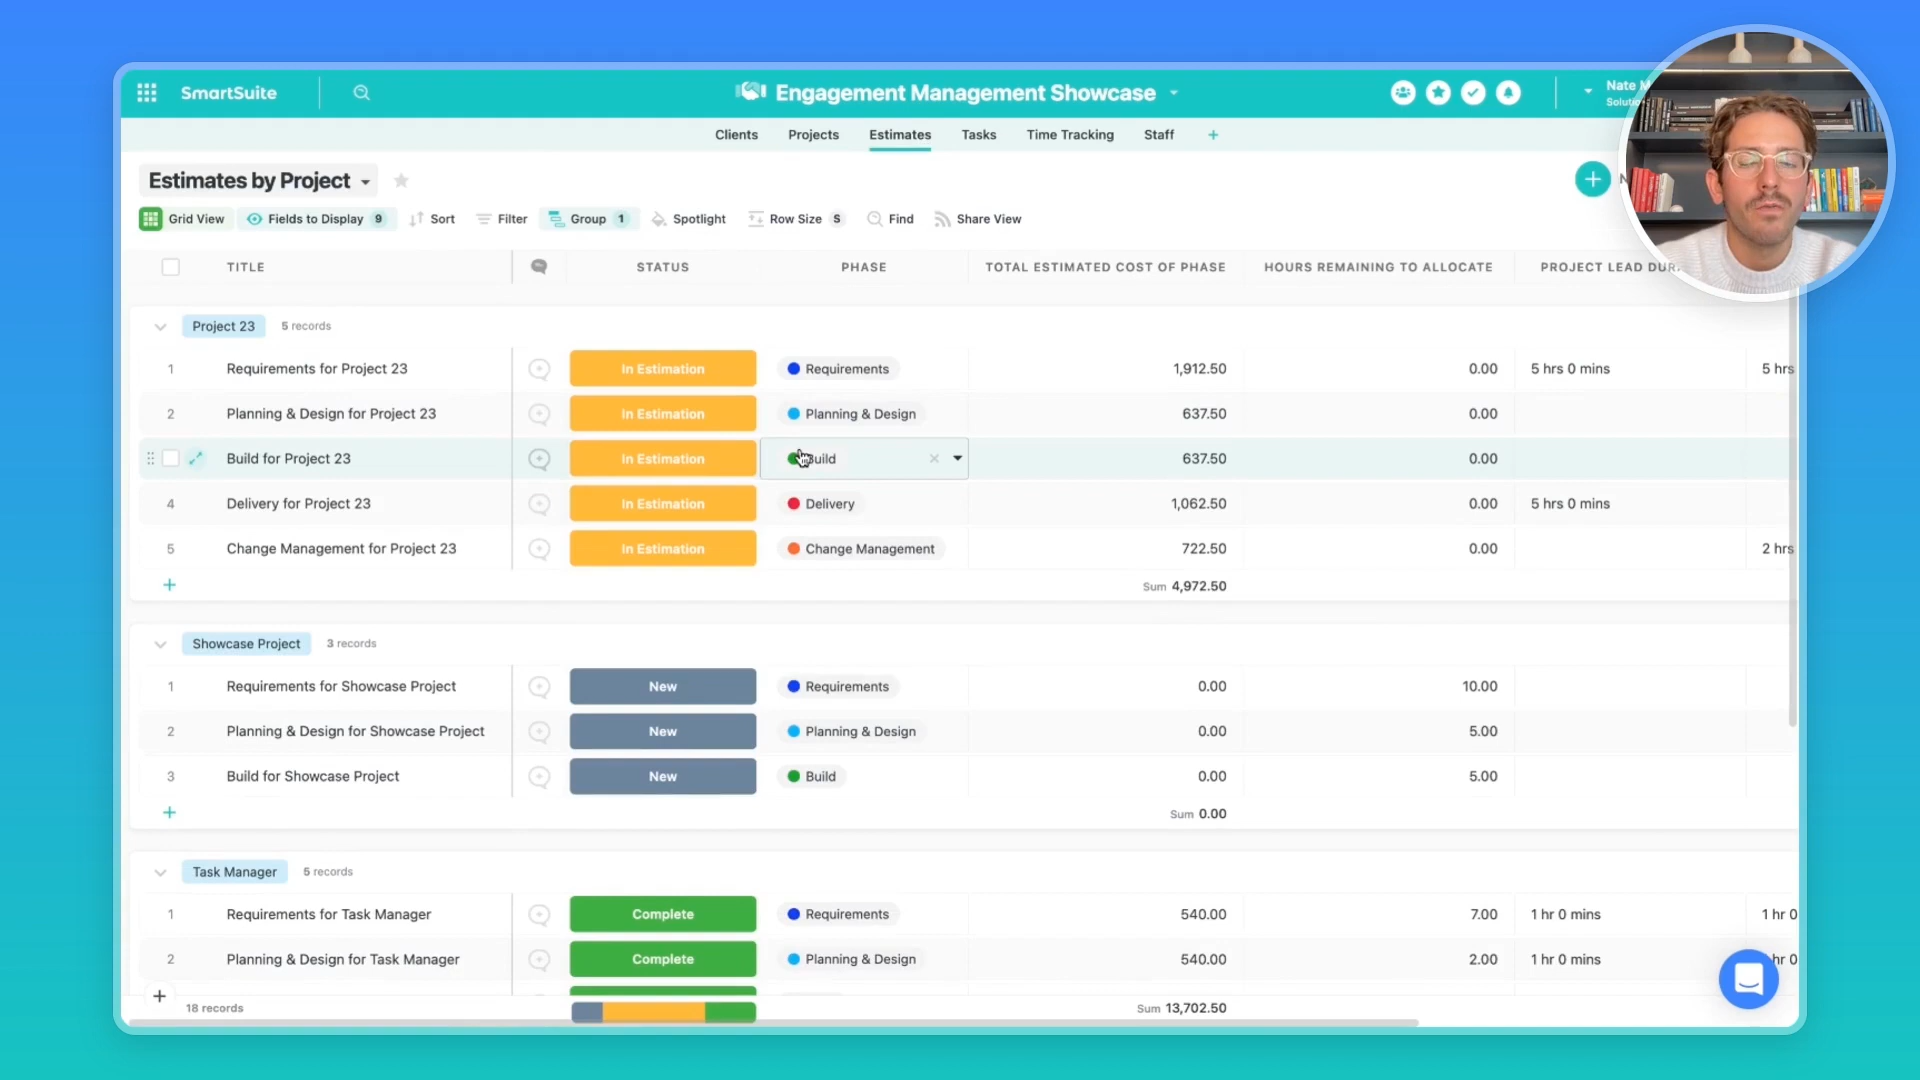 SmartSuite
Engagement Management Showcase
Nate M
Solutio
Clients Projects Estimates Tasks Time Tracking Staff +
Estimates by Project
Grid View Fields to Display 9 Sort Filter Group 1 Spotlight Row Size S Find Share View
TITLE STATUS PHASE TOTAL ESTIMATED COST OF PHASE HOURS REMAINING TO ALLOCATE PROJECT LEAD DUR
Project 23 5 records
1 Requirements for Project 23 In Estimation Requirements 1,912.50 0.00 5 hrs 0 mins 5 hrs
2 Planning & Design for Project 23 In Estimation Planning & Design 637.50 0.00
Build for Project 23 In Estimation Build 637.50 0.00
4 Delivery for Project 23 In Estimation Delivery 1,062.50 0.00 5 hrs 0 mins
5 Change Management for Project 23 In Estimation Change Management 722.50 0.00 2 hrs
+ Sum 4,972.50
Showcase Project 3 records
1 Requirements for Showcase Project New Requirements 0.00 10.00
2 Planning & Design for Showcase Project New Planning & Design 0.00 5.00
3 Build for Showcase Project New Build 0.00 5.00
+ Sum 0.00
Task Manager 5 records
1 Requirements for Task Manager Complete Requirements 540.00 7.00 1 hr 0 mins 1 hr 0
2 Planning & Design for Task Manager Complete Planning & Design 540.00 2.00 1 hr 0 mins hr 0
+ 18 records Sum 13,702.50